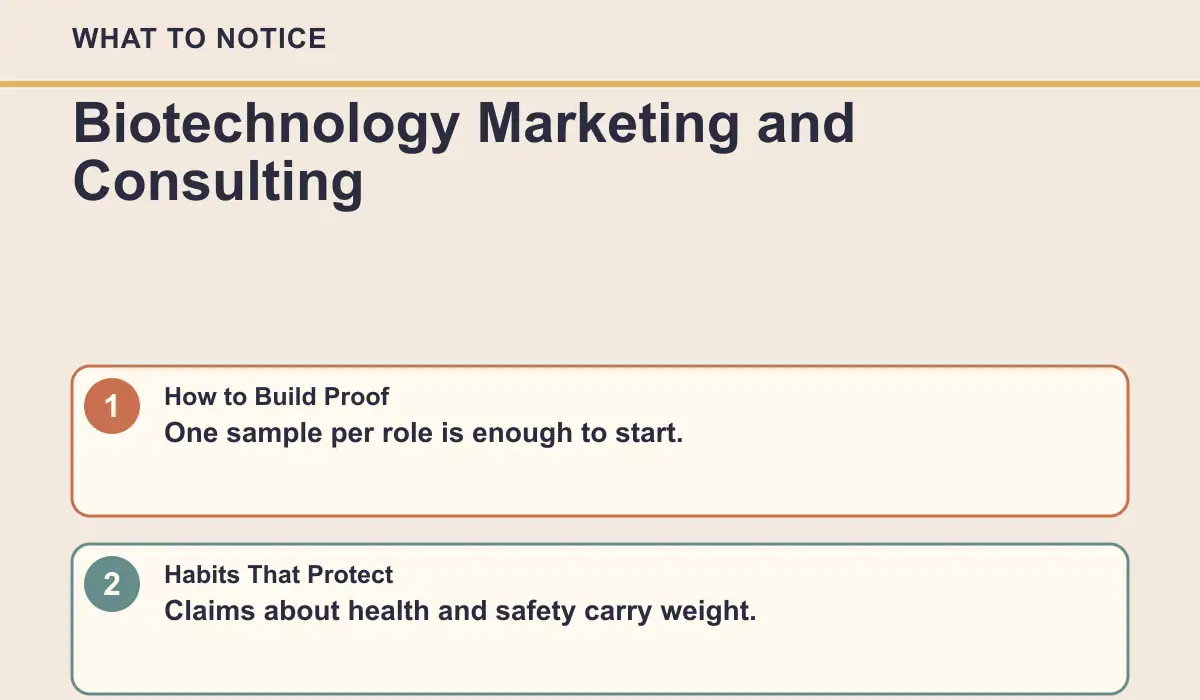 WHAT TO NOTICE
Biotechnology Marketing and
Consulting
1
How to Build Proof
One sample per role is enough to start.
2
Habits That Protect
Claims about health and safety carry weight.